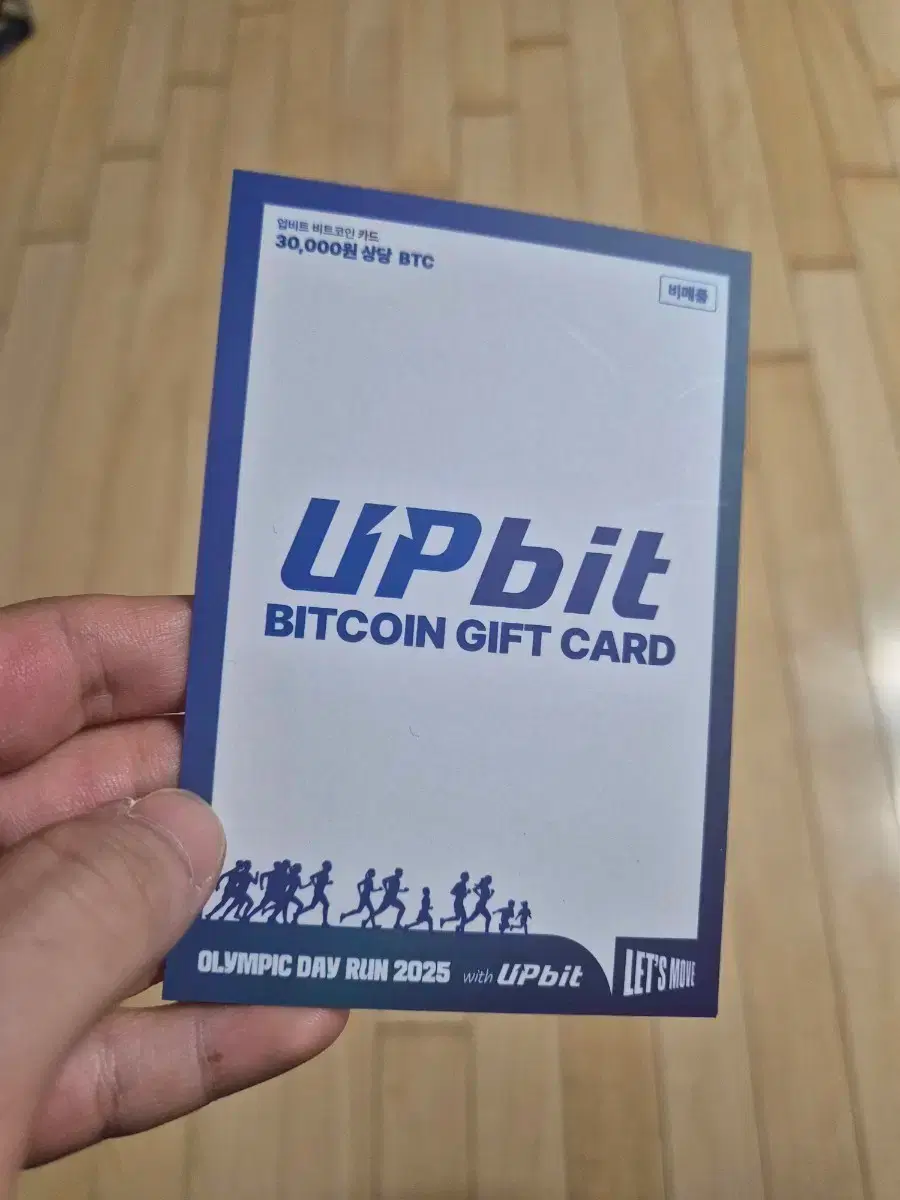 업비트 비트코인 카드
30,000원 상당 BTC
비매품
UPbit
BITCOIN GIFT CARD
OLYMPIC DAY RUN 2025 with UPbit
LET'S MOVE